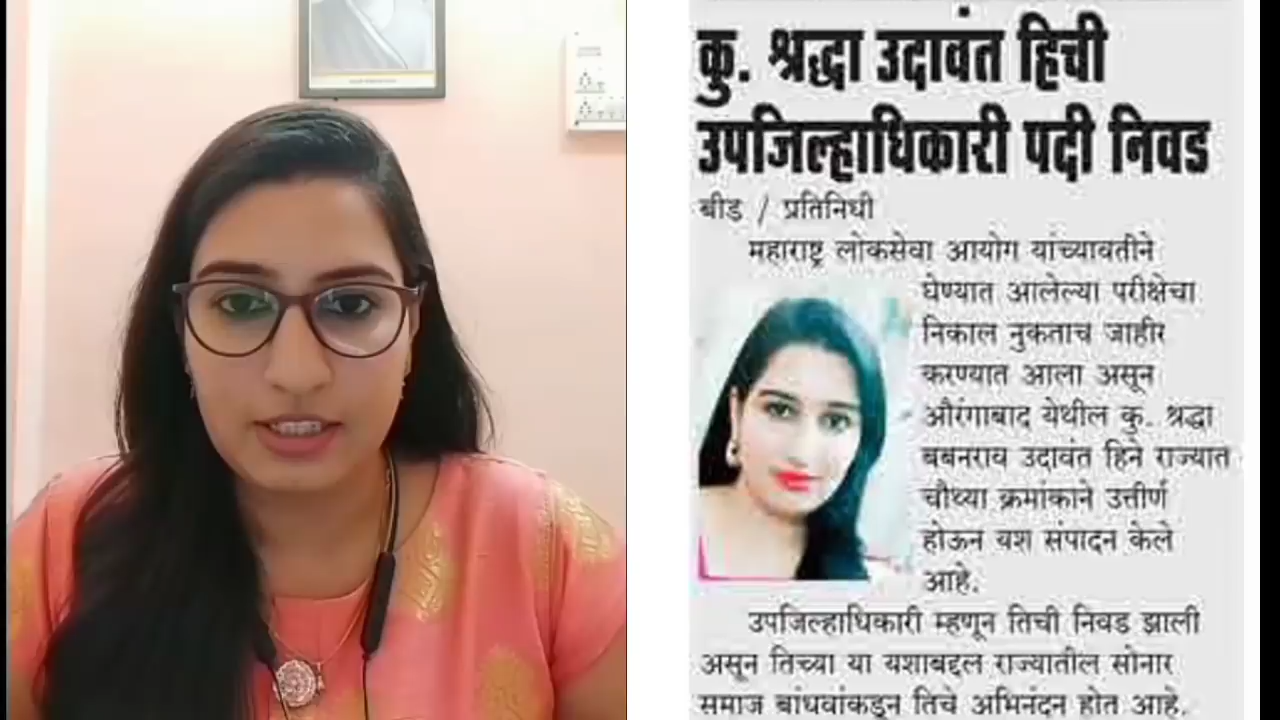 कु. श्रद्धा उदावंत हिची
उपजिल्हाधिकारी पदी निवड
बीड / प्रतिनिधी
महाराष्ट्र लोकसेवा आयोग यांच्यावतीने
घेण्यात आलेल्या परीक्षेचा
निकाल नुकताच जाहीर
करण्यात आला असून
औरंगाबाद येथील कु. श्रद्धा
बबनराव उदावंत हिने राज्यात
चौथ्या क्रमांकाने उत्तीर्ण
होऊन यश संपादन केले
आहे.
उपजिल्हाधिकारी म्हणून तिची निवड झाली
असून तिच्या या यशाबद्दल राज्यातील सोनार
समाज बांधवांकडून तिचे अभिनंदन होत आहे.